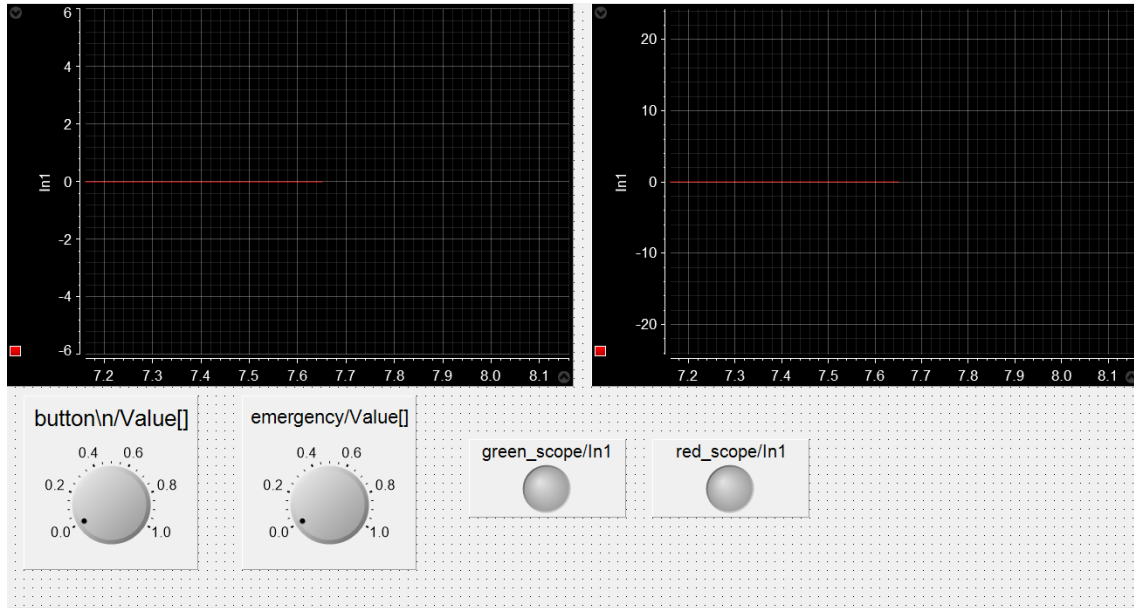 6
4
2
0
-2
-4
-6
In1
7.2 7.3 7.4 7.5 7.6 7.7 7.8 7.9 8.0 8.1
20
10
0
-10
-20
In1
7.2 7.3 7.4 7.5 7.6 7.7 7.8 7.9 8.0 8.1
button\n/Value[]
0.4 0.6
0.2 0.8
0.0 1.0
emergency/Value[]
0.4 0.6
0.2 0.8
0.0 1.0
green_scope/In1
red_scope/In1